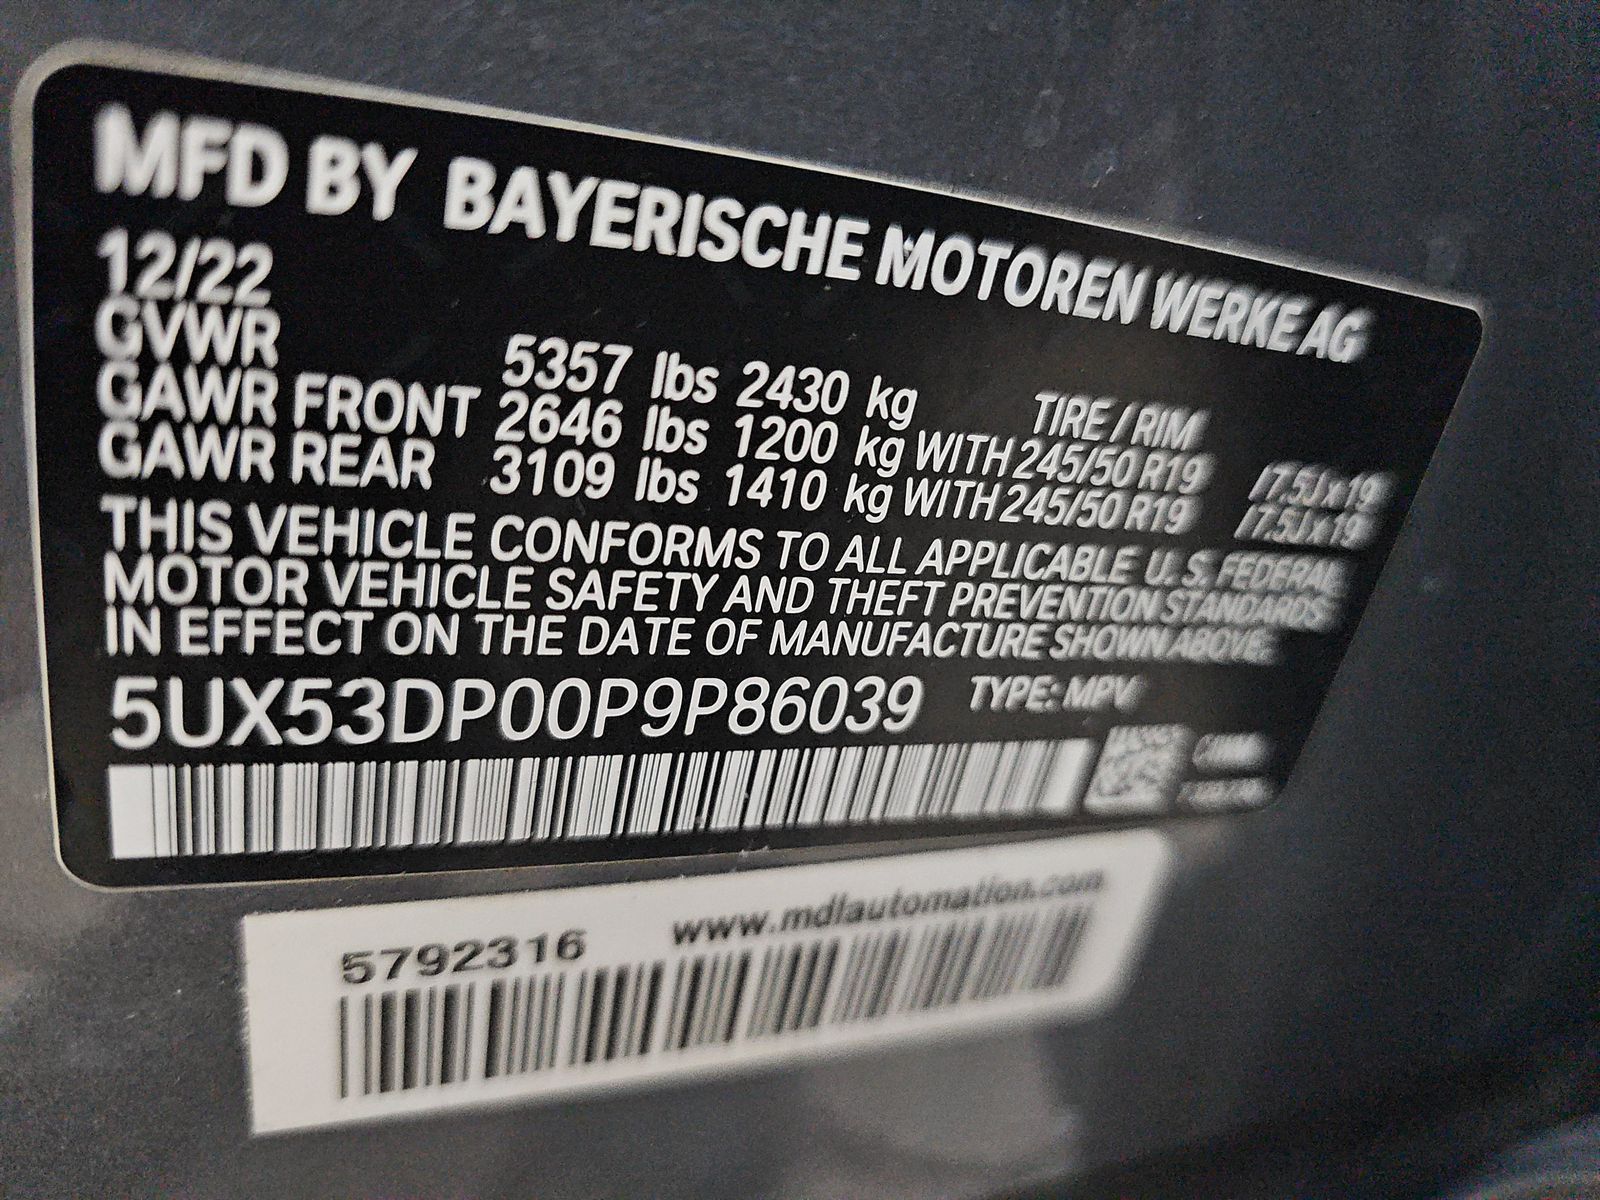 MFD BY BAYERISCHE MOTOREN WERKE AG
12/22
GVWR 5357 lbs 2430 kg TIRE / RIM
GAWR FRONT 2646 lbs 1200 kg WITH 245/50 R19 / 7.5Jx19
GAWR REAR 3109 lbs 1410 kg WITH 245/50 R19 / 7.5Jx19
THIS VEHICLE CONFORMS TO ALL APPLICABLE U.S. FEDERAL
MOTOR VEHICLE SAFETY AND THEFT PREVENTION STANDARDS
IN EFFECT ON THE DATE OF MANUFACTURE SHOWN ABOVE.
5UX53DP00P9P86039 TYPE: MPV
5792316 www.mdlautomation.com